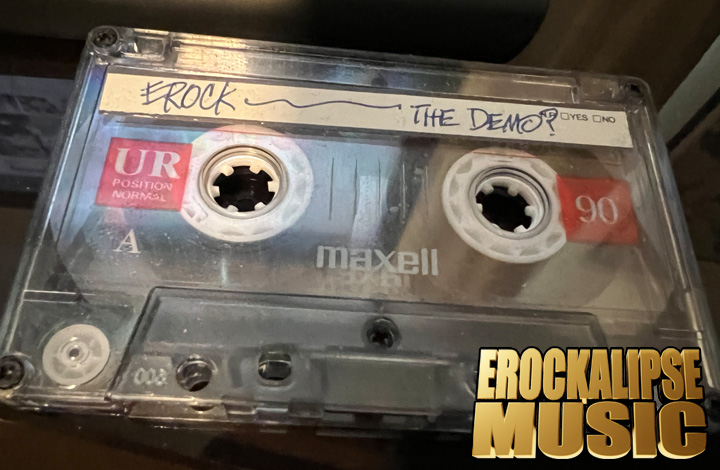 EROCK THE DEMO?
□YES □NO
UR
POSITION
NORMAL
90
A
maxell
EROCKALIPSE
MUSIC